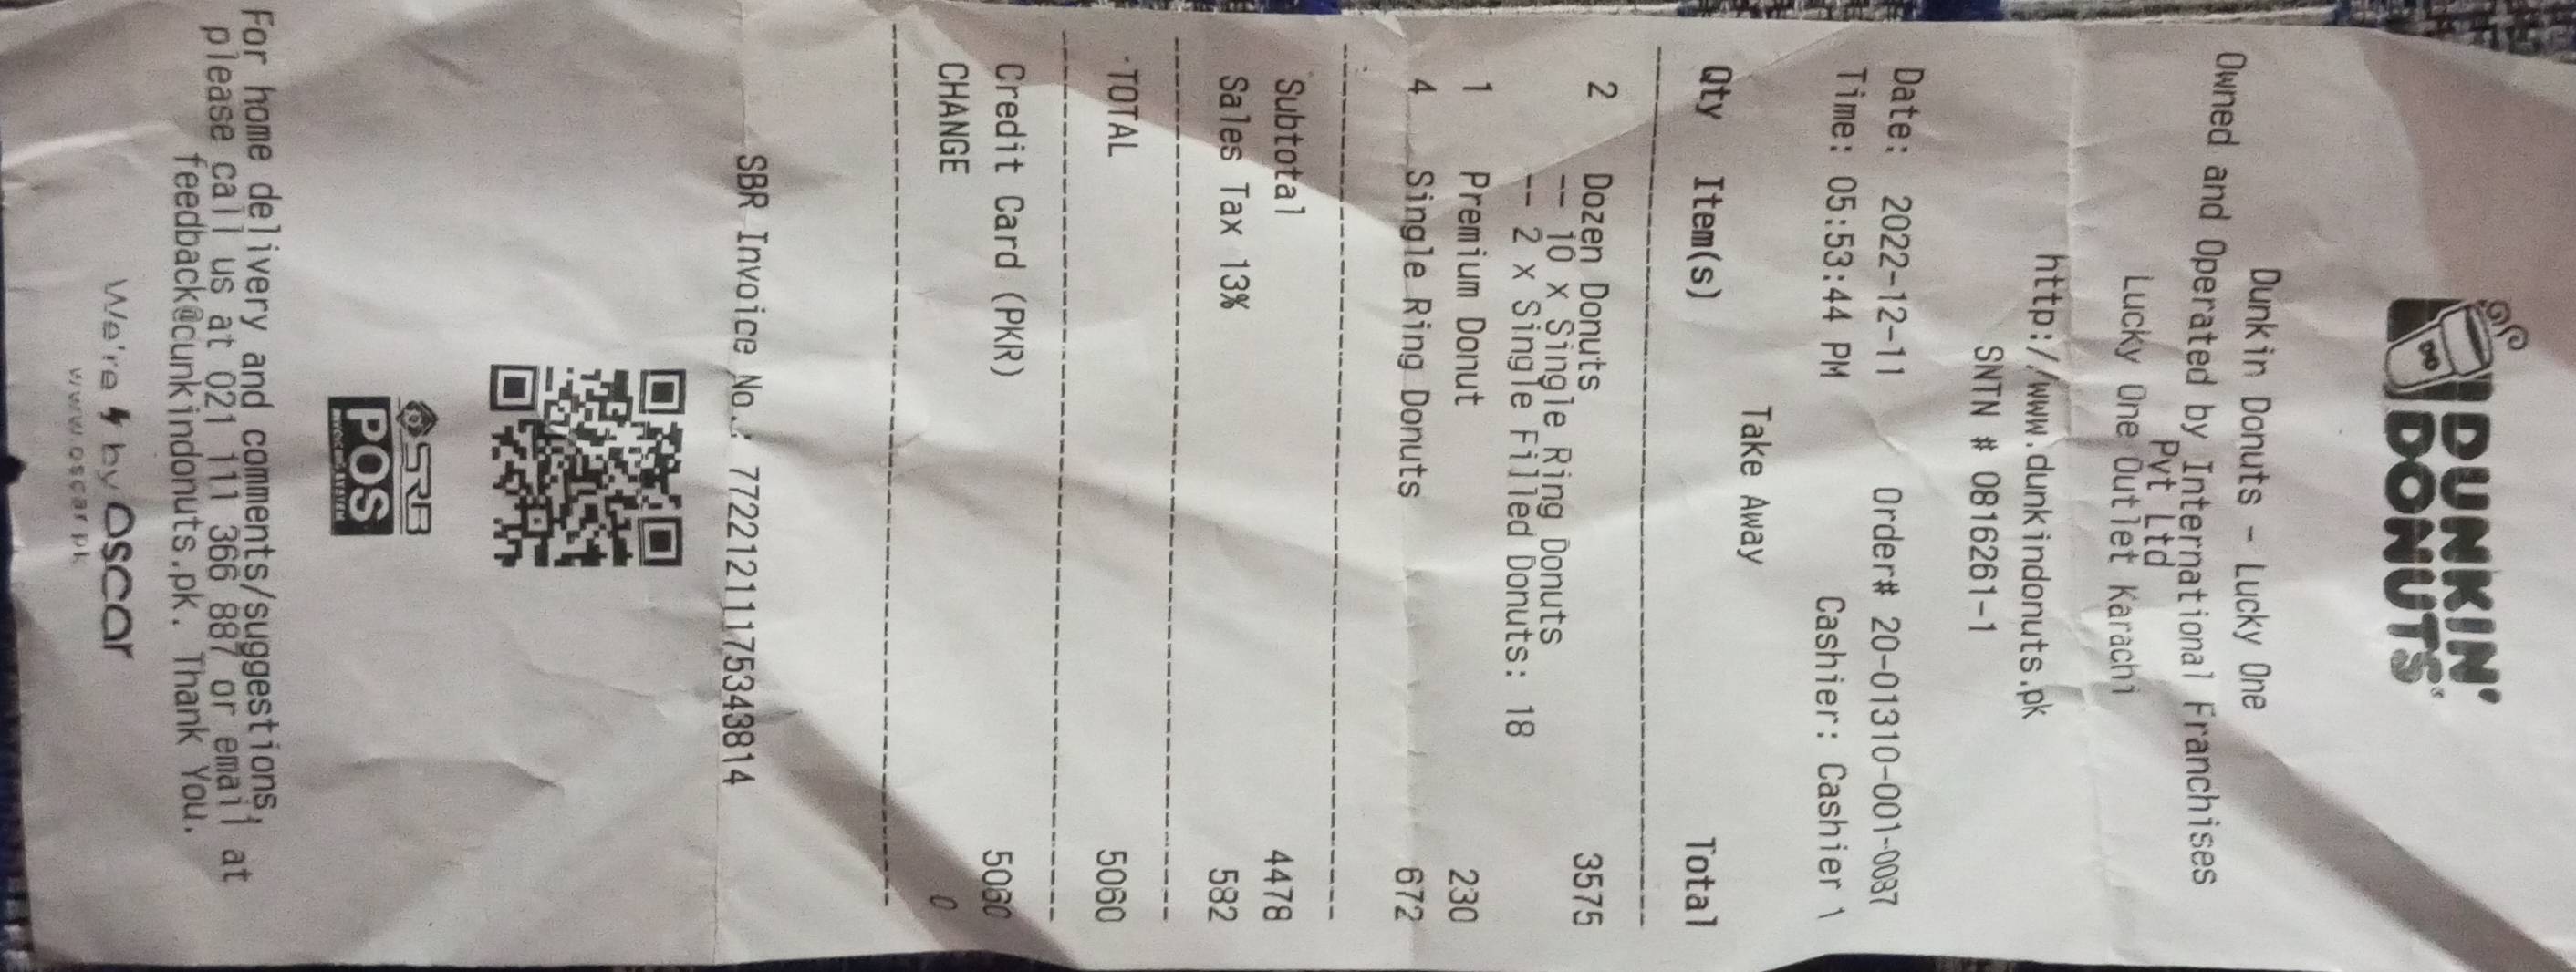 DUNKIN'
DONUTS
Dunkin Donuts - Lucky One
Owned and Operated by International Franchises
Pvt Ltd
Lucky One Outlet Karachi
http://www.dunkindonuts.pk
SNTN # 0816261-1
Date: 2022-12-11 Order# 20-01310-001-0087
Time: 05:53:44 PM Cashier: Cashier 1
Take Away
Qty Item(s) Total
2 Dozen Donuts 3575
-- 10 x Single Ring Donuts
-- 2 x Single Filled Donuts: 18
1 Premium Donut 230
4 Single Ring Donuts 672
Subtotal 4478
Sales Tax 13% 582
TOTAL 5060
Credit Card (PKR) 5060
CHANGE 0
SBR Invoice No.: 7722121117534​3814
SRB
POS
INVOICING SYSTEM
For home delivery and comments/suggestions,
please call us at 021 111 366 887 or email at
feedback@cunkindonuts.pk. Thank You.
We're by Oscar
www.oscar.pk